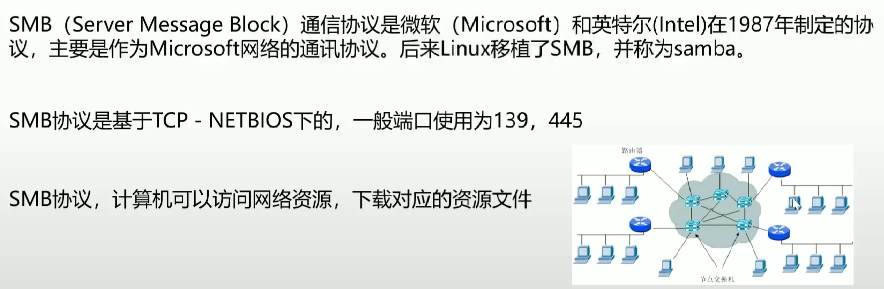 SMB（Server Message Block）通信协议是微软（Microsoft）和英特尔(Intel)在1987年制定的协
议，主要是作为Microsoft网络的通讯协议。后来Linux移植了SMB，并称为samba。
SMB协议是基于TCP－NETBIOS下的，一般端口使用为139，445
SMB协议，计算机可以访问网络资源，下载对应的资源文件
路由器
节点交换机